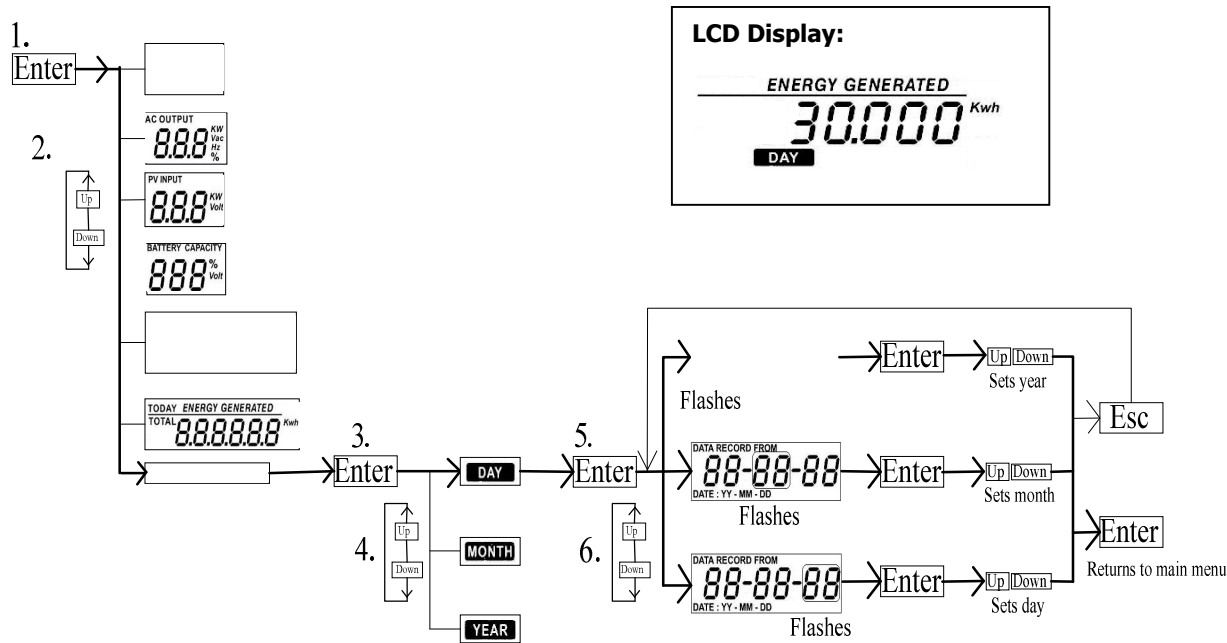 1.
Enter
LCD Display:
ENERGY GENERATED
30.000 Kwh
DAY
AC OUTPUT
8.8.8 KW Vac Hz %
2.
Up
Down
PV INPUT
8.8.8 KW Volt
BATTERY CAPACITY
888 % Volt
TODAY ENERGY GENERATED
TOTAL 8.8.8.8.8.8 Kwh
3.
Enter
4.
Up
Down
DAY
MONTH
YEAR
5.
Enter
6.
Up
Down
Flashes
Enter
Up Down
Sets year
DATA RECORD FROM
88-88-88
DATE : YY - MM - DD
Flashes
Enter
Up Down
Sets month
DATA RECORD FROM
88-88-88
DATE : YY - MM - DD
Flashes
Enter
Up Down
Sets day
Esc
Enter
Returns to main menu